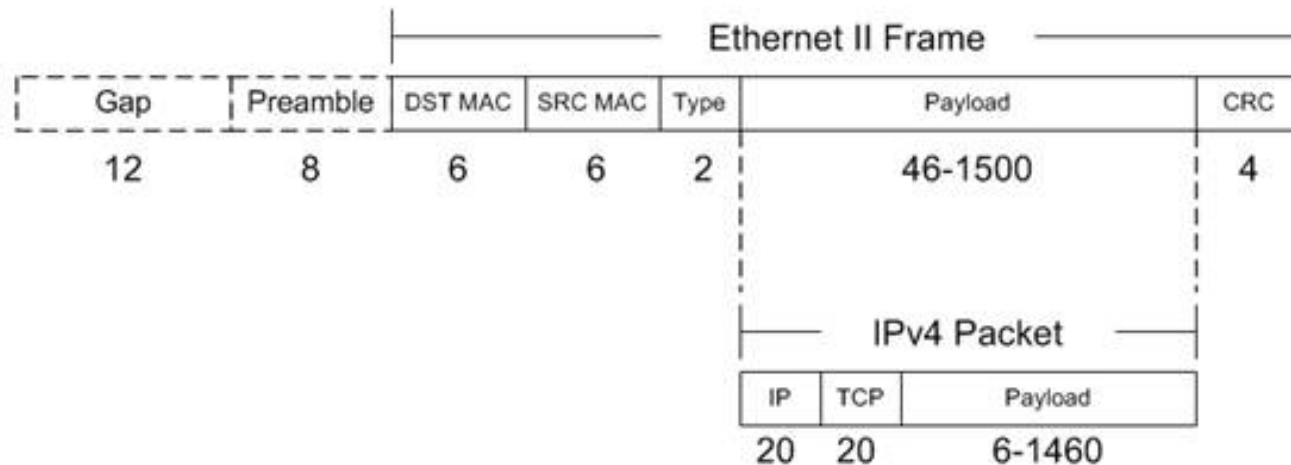 Ethernet II Frame
Gap Preamble DST MAC SRC MAC Type Payload CRC
12 8 6 6 2 46-1500 4
IPv4 Packet
IP TCP Payload
20 20 6-1460